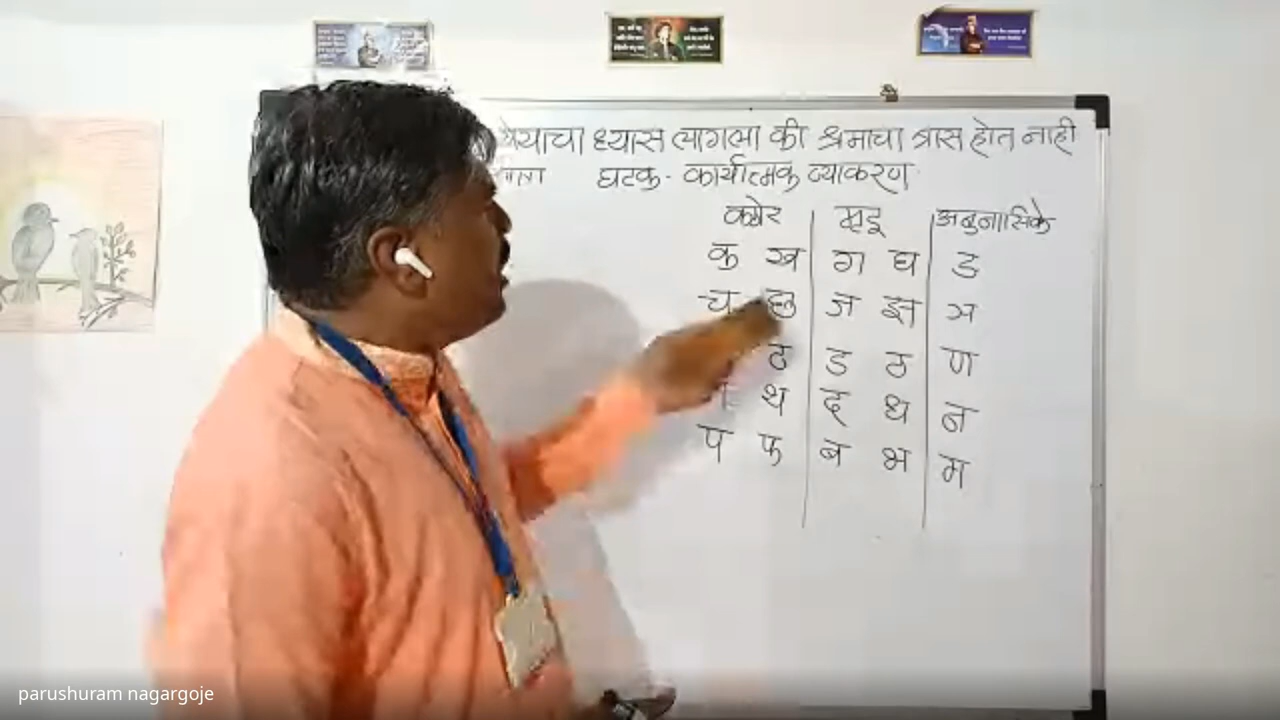 ध्येयाचा ध्यास लागला की श्रमाचा त्रास होत नाही
घटक - कार्यात्मक व्याकरण
कठोर मृदू अनुनासिके
क ख ग घ ड
च छ ज झ ञ
ठ ड ठ ण
थ द ध न
प फ ब भ म
parushuram nagargoje